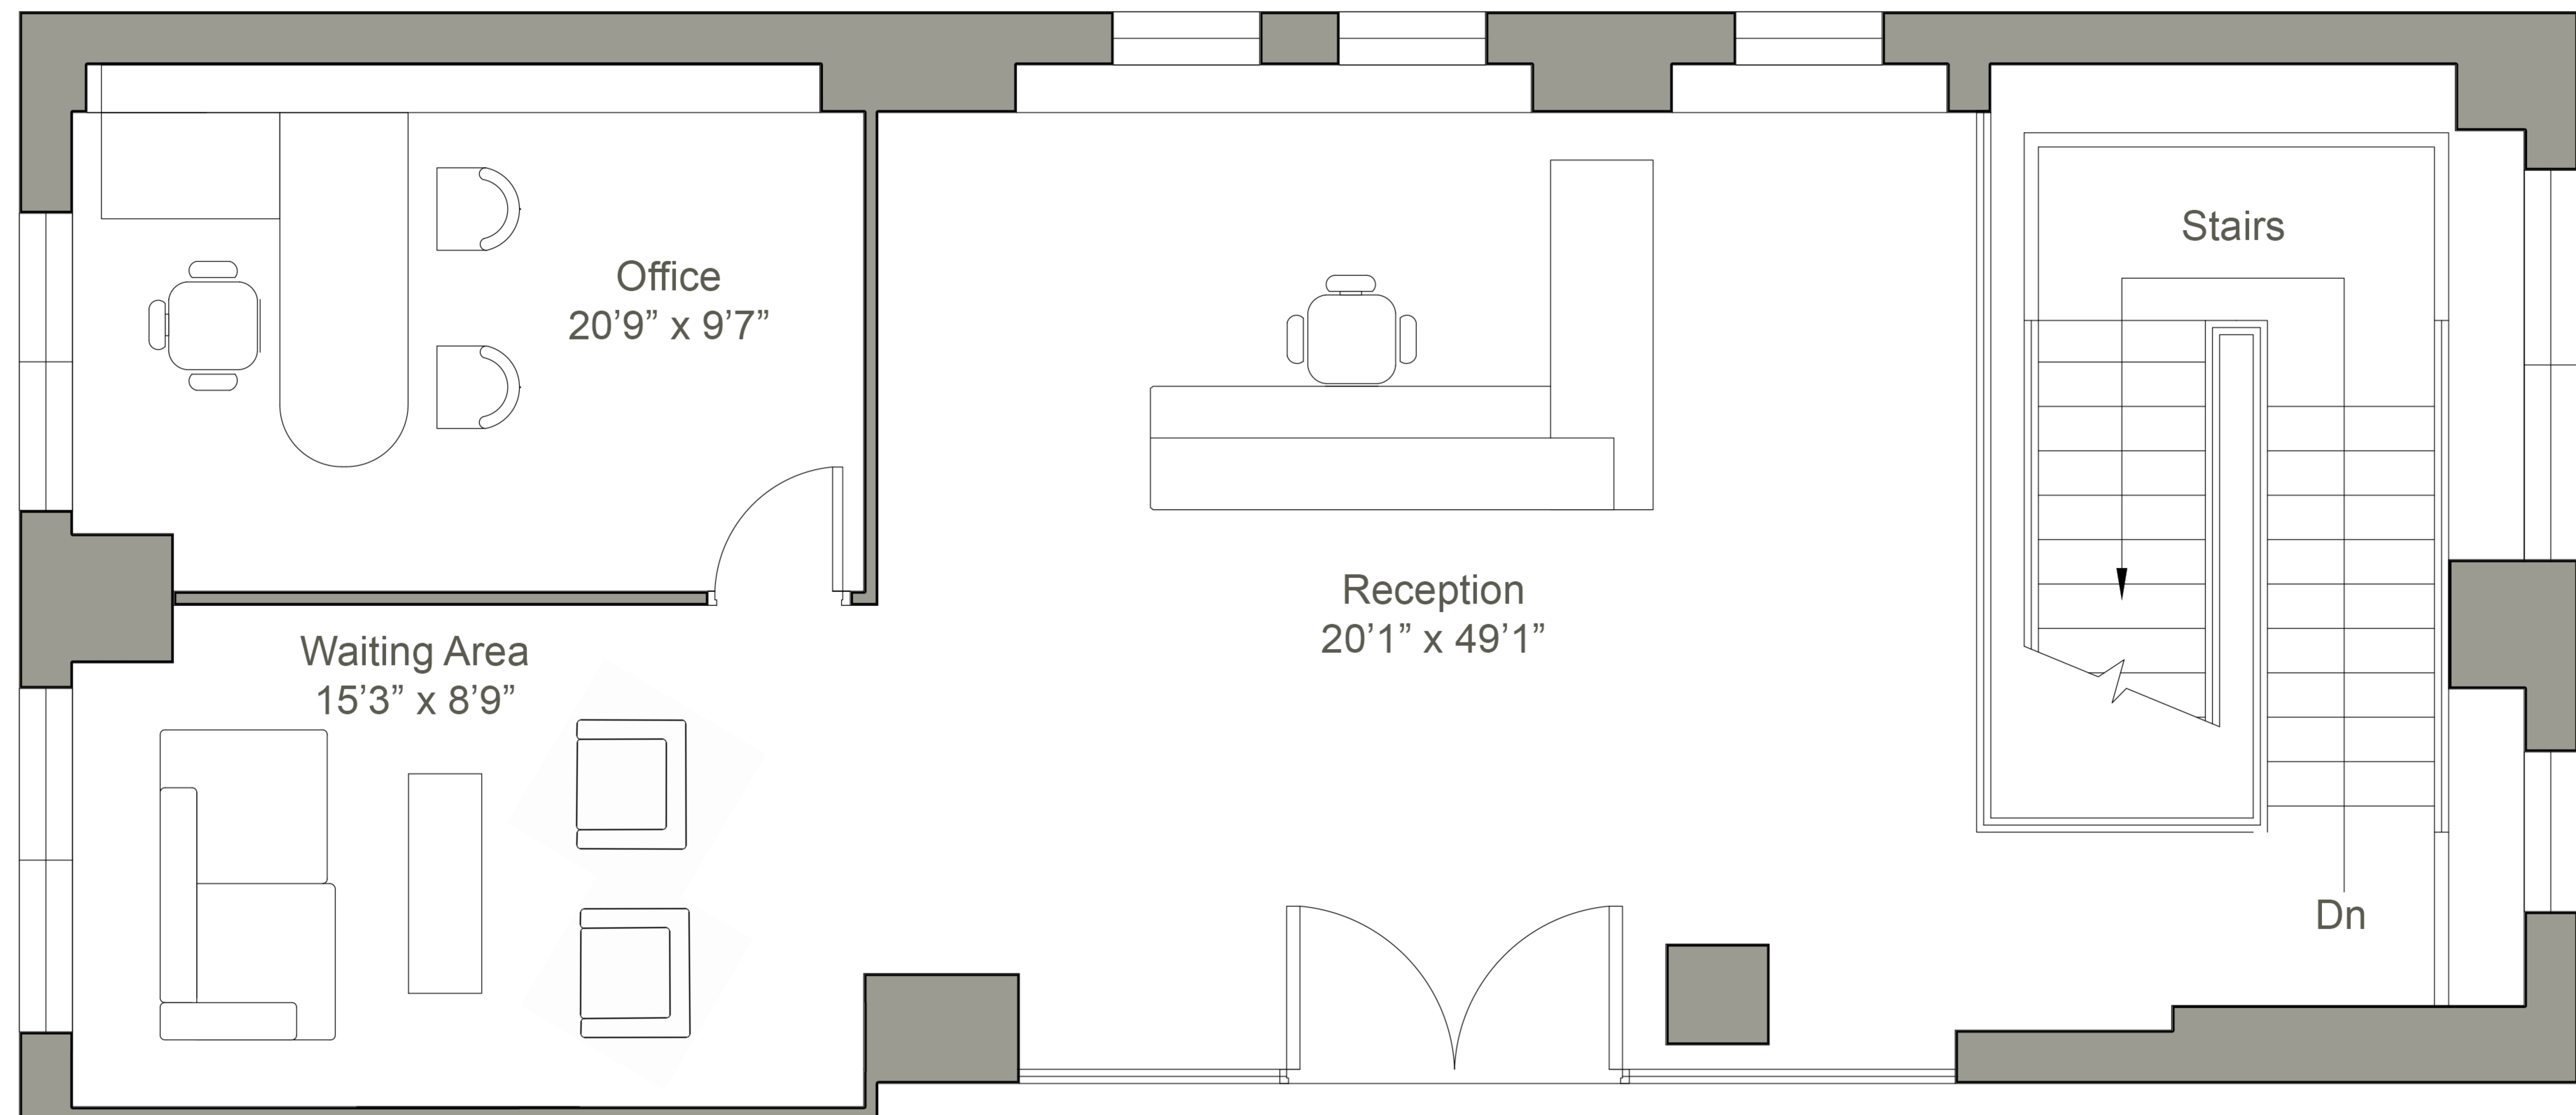 Stairs
Office
20’9” x 9’7”
Reception
20’1” x 49’1”
Waiting Area
15’3” x 8’9”
Dn